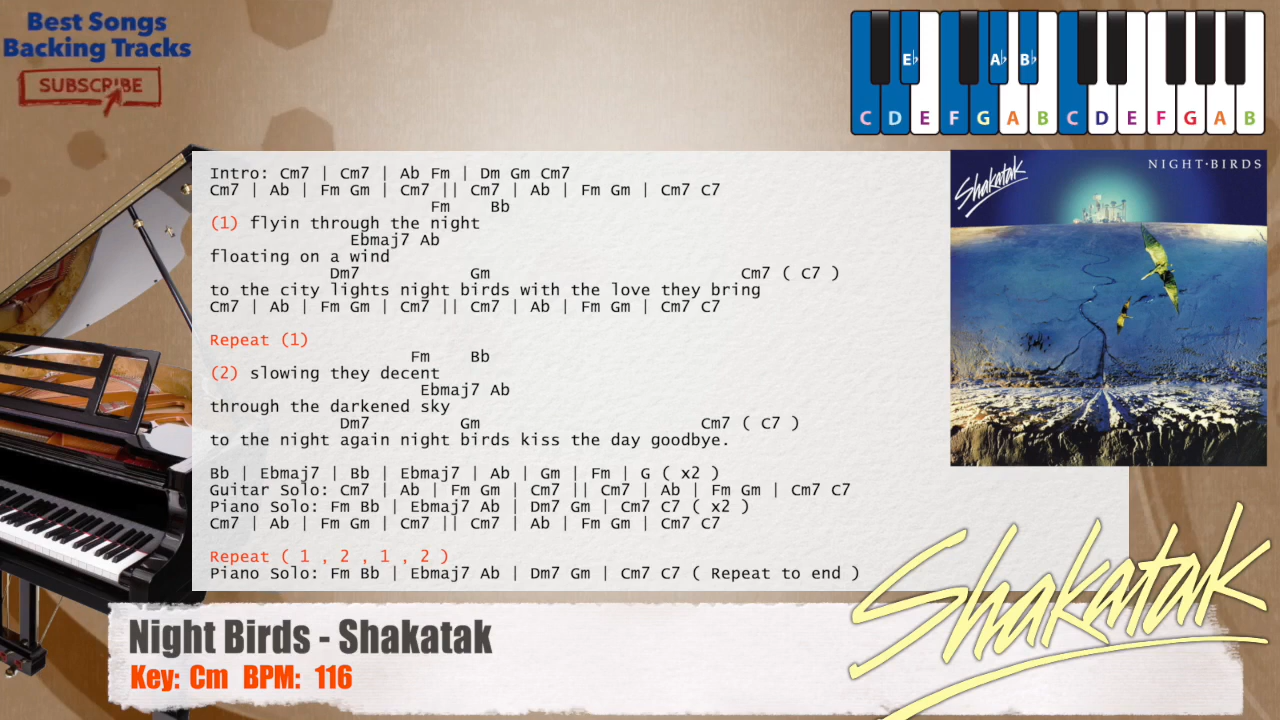 Best Songs
Backing Tracks
SUBSCRIBE
E♭ A♭ B♭
C D E F G A B C D E F G A B
Shakatak
NIGHT·BIRDS
Intro: Cm7 | Cm7 | Ab Fm | Dm Gm Cm7
Cm7 | Ab | Fm Gm | Cm7 || Cm7 | Ab | Fm Gm | Cm7 C7
Fm Bb
(1) flyin through the night
Ebmaj7 Ab
floating on a wind
Dm7 Gm Cm7 ( C7 )
to the city lights night birds with the love they bring
Cm7 | Ab | Fm Gm | Cm7 || Cm7 | Ab | Fm Gm | Cm7 C7
Repeat (1)
Fm Bb
(2) slowing they decent
Ebmaj7 Ab
through the darkened sky
Dm7 Gm Cm7 ( C7 )
to the night again night birds kiss the day goodbye.
Bb | Ebmaj7 | Bb | Ebmaj7 | Ab | Gm | Fm | G ( x2 )
Guitar Solo: Cm7 | Ab | Fm Gm | Cm7 || Cm7 | Ab | Fm Gm | Cm7 C7
Piano Solo: Fm Bb | Ebmaj7 Ab | Dm7 Gm | Cm7 C7 ( x2 )
Cm7 | Ab | Fm Gm | Cm7 || Cm7 | Ab | Fm Gm | Cm7 C7
Repeat ( 1 , 2 , 1 , 2 )
Piano Solo: Fm Bb | Ebmaj7 Ab | Dm7 Gm | Cm7 C7 ( Repeat to end )
Shakatak
Night Birds - Shakatak
Key: Cm BPM: 116